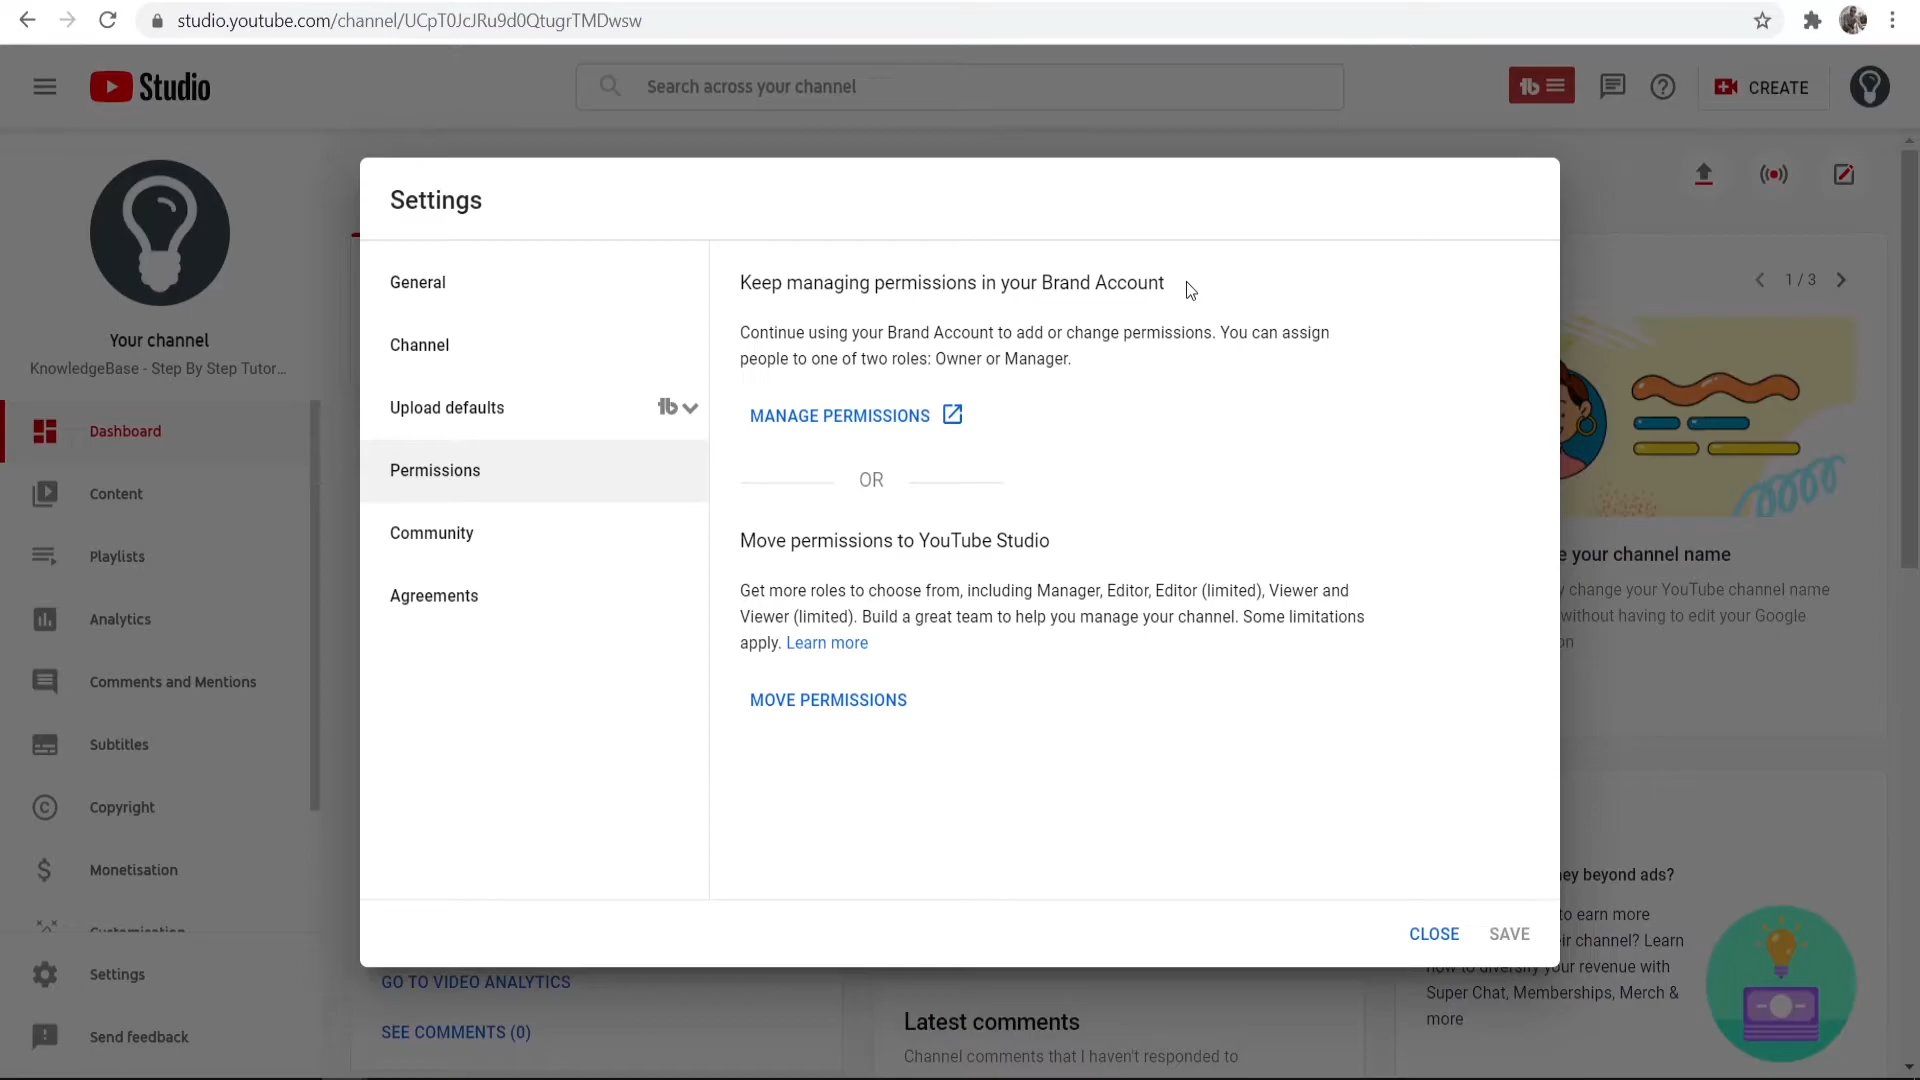 studio.youtube.com/channel/UCpT0JcJRu9d0QtugrTMDwsw
Studio
Search across your channel
CREATE
Your channel
KnowledgeBase - Step By Step Tutor...
Dashboard
Content
Playlists
Analytics
Comments and Mentions
Subtitles
Copyright
Monetisation
Customisation
Settings
Send feedback
Settings
General
Channel
Upload defaults
tb
Permissions
Community
Agreements
Keep managing permissions in your Brand Account
Continue using your Brand Account to add or change permissions. You can assign
people to one of two roles: Owner or Manager.
MANAGE PERMISSIONS
OR
Move permissions to YouTube Studio
Get more roles to choose from, including Manager, Editor, Editor (limited), Viewer and
Viewer (limited). Build a great team to help you manage your channel. Some limitations
apply. Learn more
MOVE PERMISSIONS
CLOSE SAVE
1 / 3
e your channel name
y change your YouTube channel name
without having to edit your Google
on
ey beyond ads?
to earn more
eir channel? Learn
how to diversify your revenue with
Super Chat, Memberships, Merch &
more
GO TO VIDEO ANALYTICS
SEE COMMENTS (0)
Latest comments
Channel comments that I haven't responded to